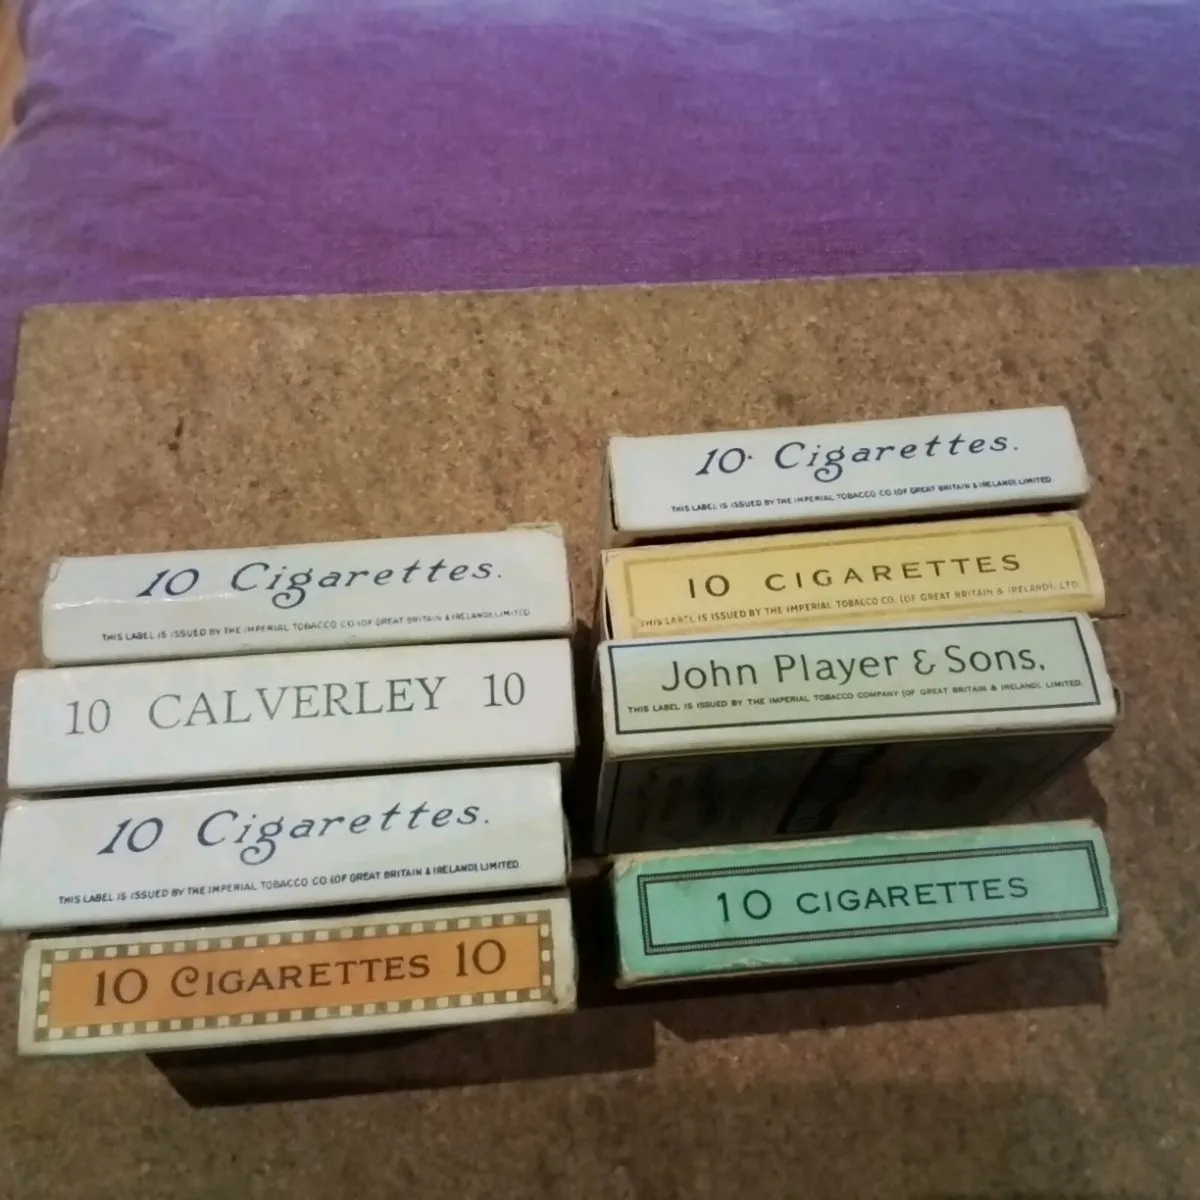 10 Cigarettes.
THIS LABEL IS ISSUED BY THE IMPERIAL TOBACCO CO (OF GREAT BRITAIN & IRELAND) LIMITED
10 CALVERLEY 10
10 Cigarettes.
THIS LABEL IS ISSUED BY THE IMPERIAL TOBACCO CO. (OF GREAT BRITAIN & IRELAND) LIMITED.
10 CIGARETTES 10
10 Cigarettes.
THIS LABEL IS ISSUED BY THE IMPERIAL TOBACCO CO. (OF GREAT BRITAIN & IRELAND), LIMITED
10 CIGARETTES
THIS LABEL IS ISSUED BY THE IMPERIAL TOBACCO CO. (OF GREAT BRITAIN & IRELAND), LTD.
John Player & Sons.
THIS LABEL IS ISSUED BY THE IMPERIAL TOBACCO COMPANY (OF GREAT BRITAIN & IRELAND), LIMITED.
10 CIGARETTES